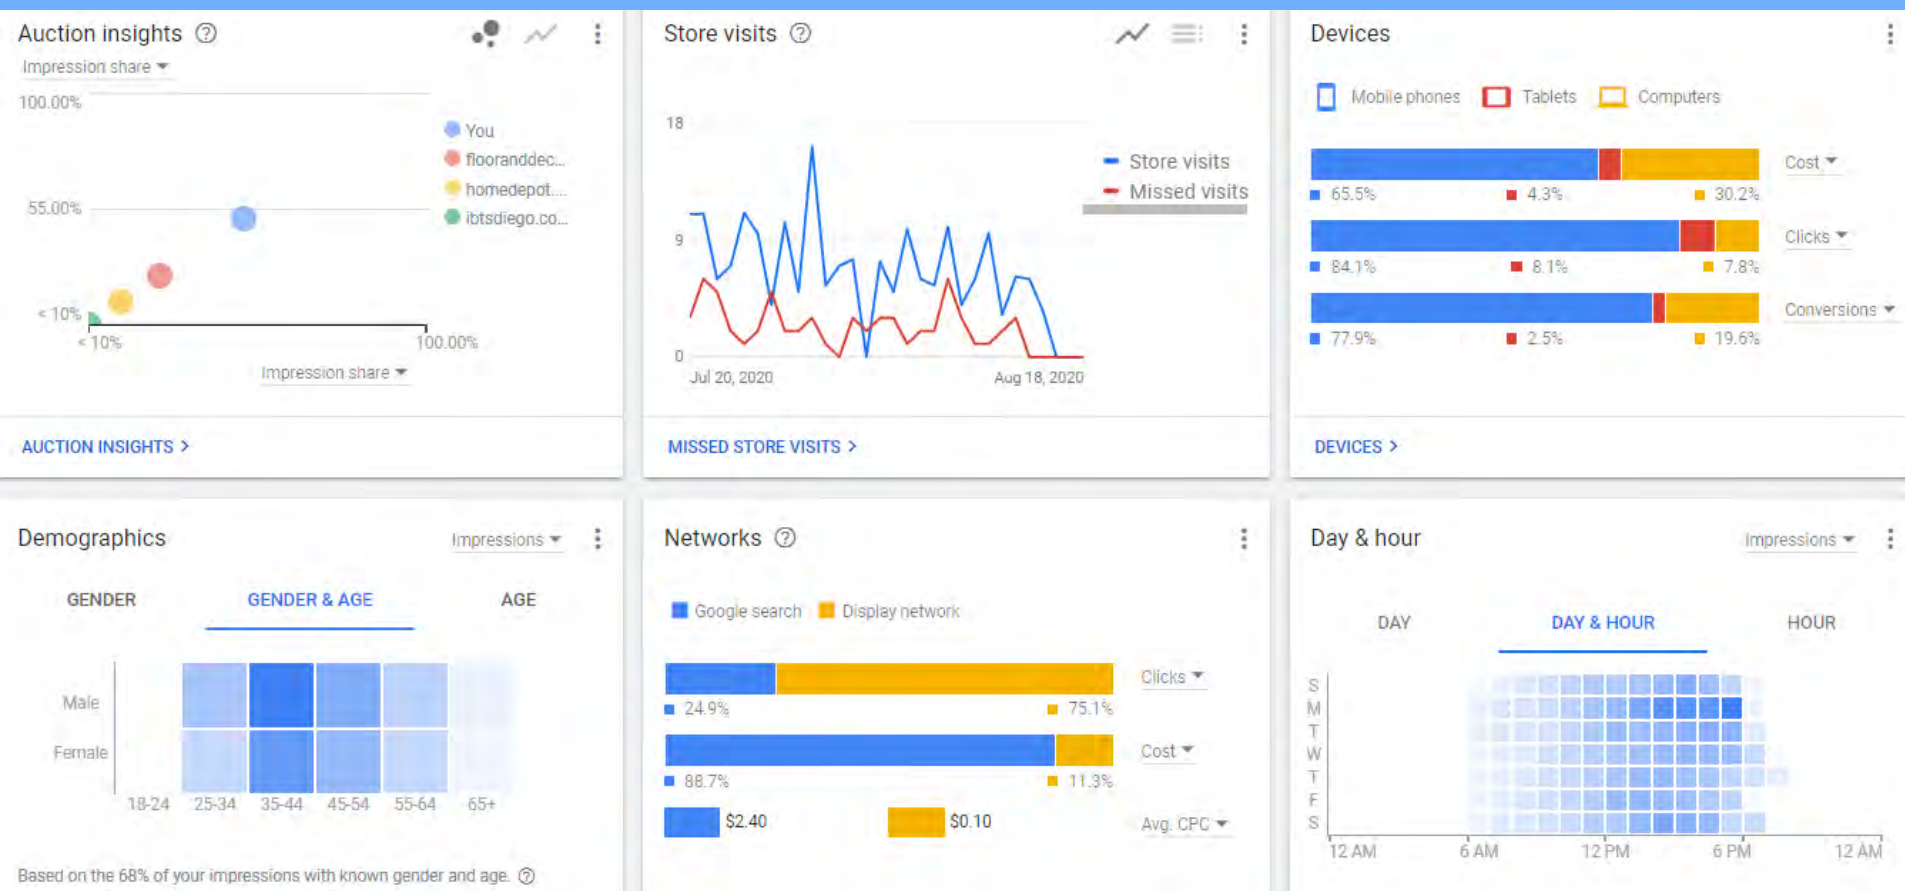 Auction insights
Impression share
100.00%
55.00%
< 10%
< 10%
100.00%
Impression share
You
flooranddec...
homedepot....
ibtsdiego.co...
AUCTION INSIGHTS >
Store visits
18
9
0
Jul 20, 2020
Aug 18, 2020
Store visits
Missed visits
MISSED STORE VISITS >
Devices
Mobile phones Tablets Computers
Cost
65.5% 4.3% 30.2%
Clicks
84.1% 8.1% 7.8%
Conversions
77.9% 2.5% 19.6%
DEVICES >
Demographics
Impressions
GENDER GENDER & AGE AGE
Male
Female
18-24 25-34 35-44 45-54 55-64 65+
Based on the 68% of your impressions with known gender and age.
Networks
Google search Display network
Clicks
24.9% 75.1%
Cost
88.7% 11.3%
$2.40 $0.10 Avg. CPC
Day & hour
Impressions
DAY DAY & HOUR HOUR
S
M
T
W
T
F
S
12 AM 6 AM 12 PM 6 PM 12 AM